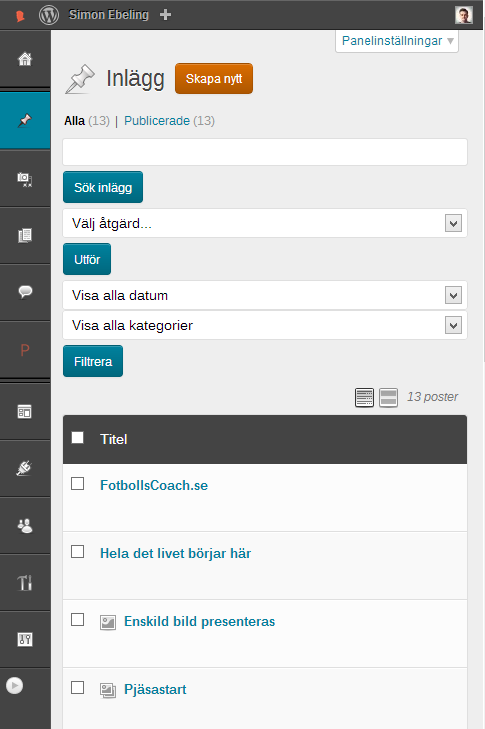 Simon Ebeling +
Panelinställningar
Inlägg Skapa nytt
Alla (13) | Publicerade (13)
Sök inlägg
Välj åtgärd...
Utför
Visa alla datum
Visa alla kategorier
Filtrera
P
13 poster
Titel
FotbollsCoach.se
Hela det livet börjar här
Enskild bild presenteras
Pjäsastart